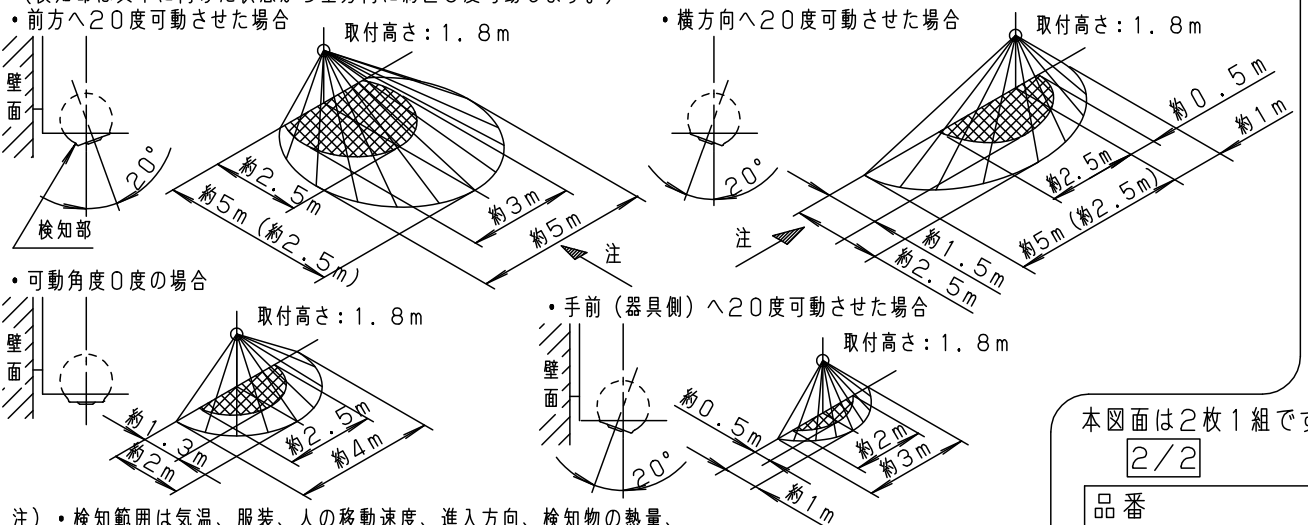 ・前方へ20度可動させた場合
取付高さ:1.8m
壁面
20°
検知部
約2.5m
約5m(約2.5m)
約3m
約5m
注
・横方向へ20度可動させた場合
取付高さ:1.8m
20°
約0.5m
約1m
約2.5m
約5m(約2.5m)
約1.5m
約2.5m
注
・可動角度0度の場合
取付高さ:1.8m
壁面
約1.3m
約2m
約2.5m
約4m
・手前(器具側)へ20度可動させた場合
取付高さ:1.8m
壁面
20°
約0.5m
約1m
約2m
約3m
本図面は2枚1組です
2/2
品番
注)・検知範囲は気温、服装、人の移動速度、進入方向、検知物の熱量、